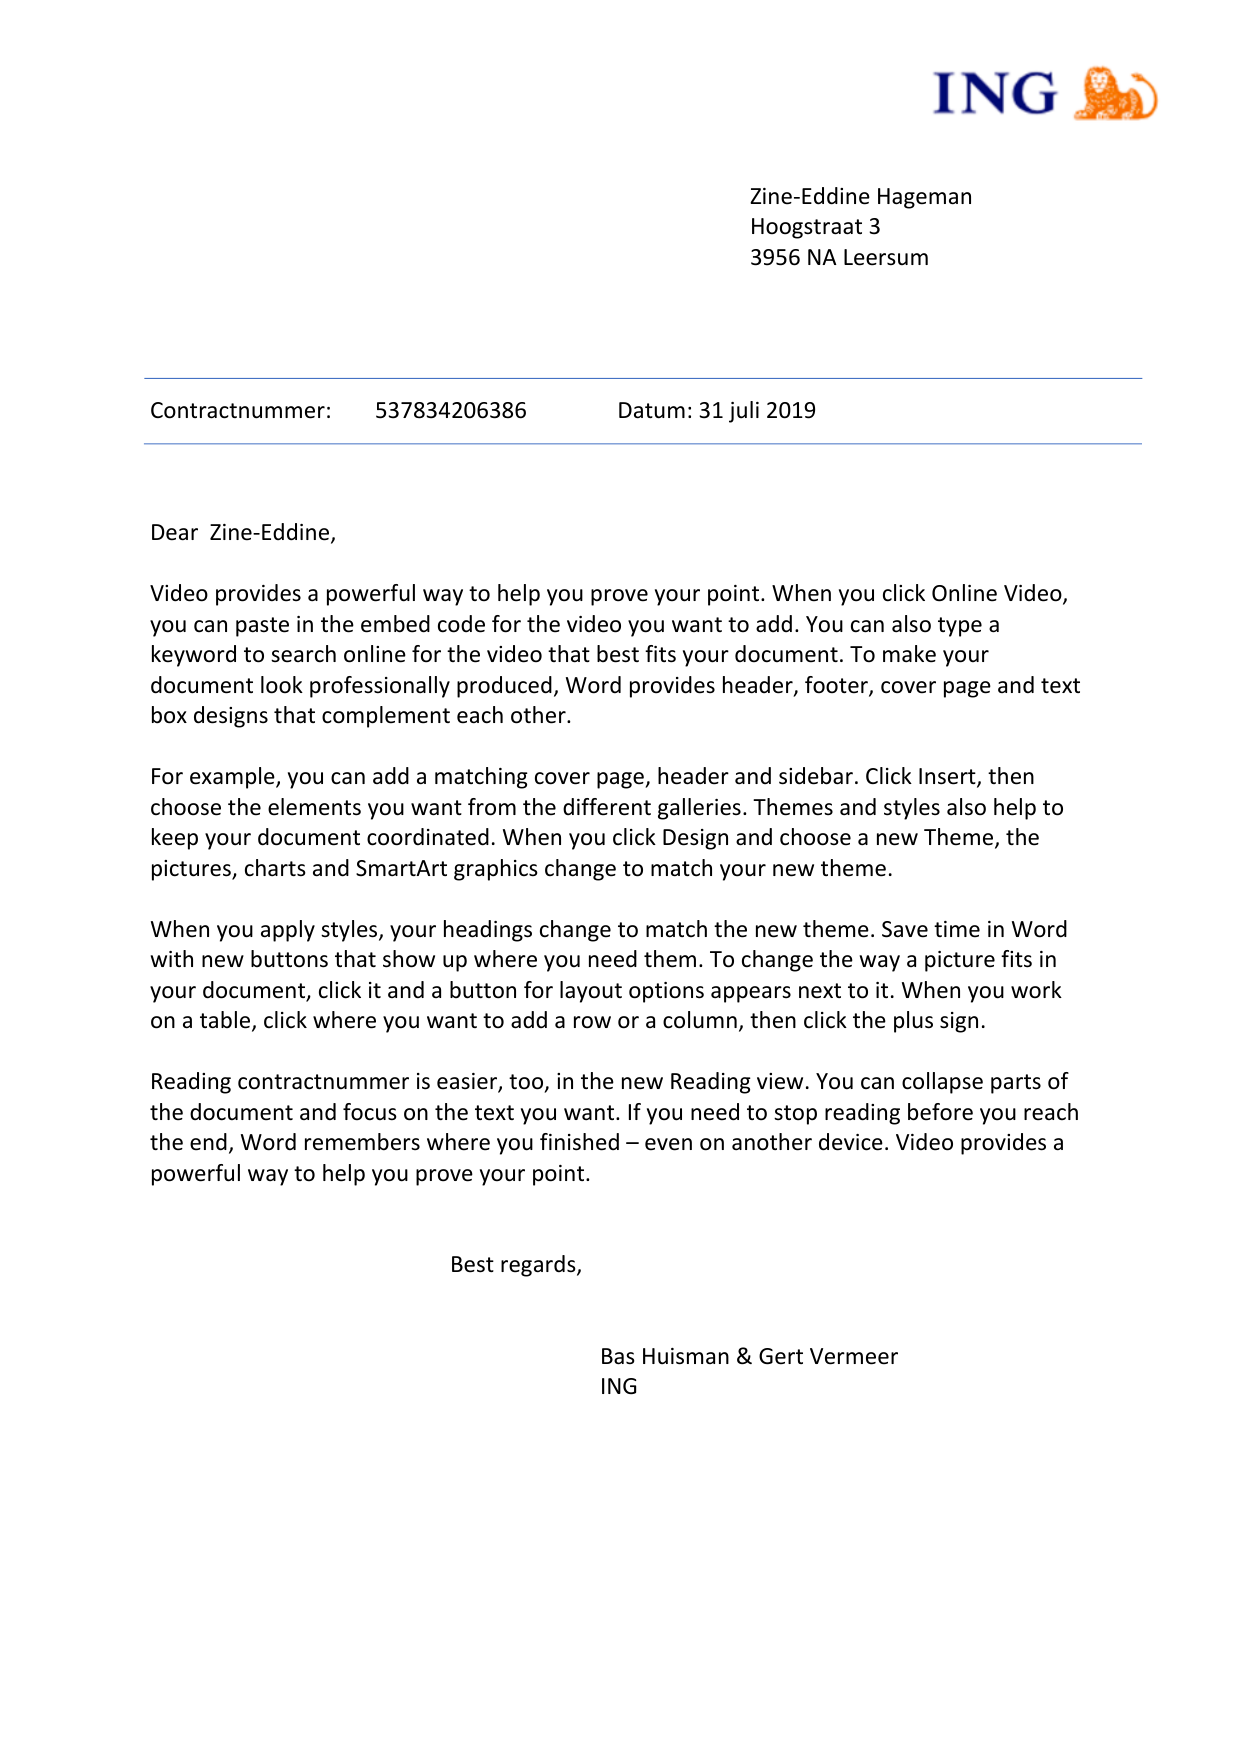 ING
Zine-Eddine Hageman
Hoogstraat 3
3956 NA Leersum
Contractnummer: 537834206386 Datum: 31 juli 2019
Dear  Zine-Eddine,
Video provides a powerful way to help you prove your point. When you click Online Video,
you can paste in the embed code for the video you want to add. You can also type a
keyword to search online for the video that best fits your document. To make your
document look professionally produced, Word provides header, footer, cover page and text
box designs that complement each other.
For example, you can add a matching cover page, header and sidebar. Click Insert, then
choose the elements you want from the different galleries. Themes and styles also help to
keep your document coordinated. When you click Design and choose a new Theme, the
pictures, charts and SmartArt graphics change to match your new theme.
When you apply styles, your headings change to match the new theme. Save time in Word
with new buttons that show up where you need them. To change the way a picture fits in
your document, click it and a button for layout options appears next to it. When you work
on a table, click where you want to add a row or a column, then click the plus sign.
Reading contractnummer is easier, too, in the new Reading view. You can collapse parts of
the document and focus on the text you want. If you need to stop reading before you reach
the end, Word remembers where you finished – even on another device. Video provides a
powerful way to help you prove your point.
Best regards,
Bas Huisman & Gert Vermeer
ING